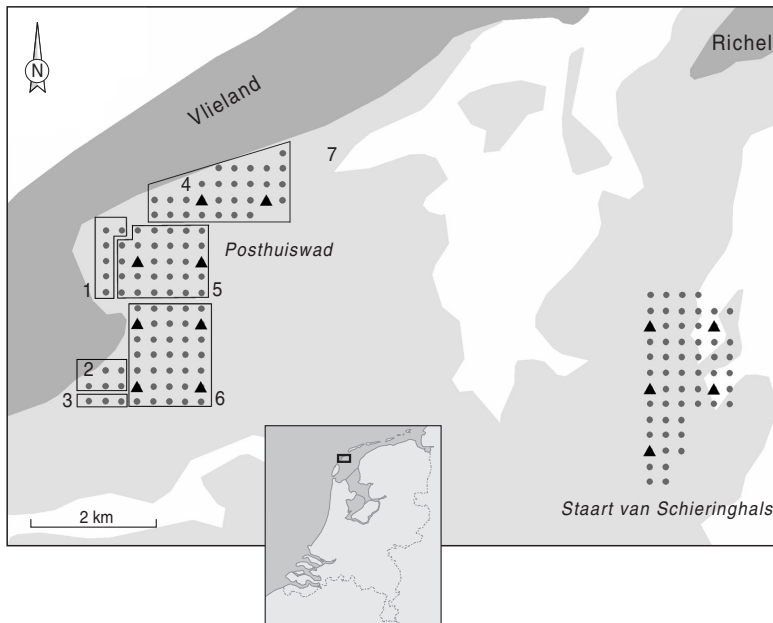 Richel
N
Vlieland
7
4
Posthuiswad
1
5
2
3
6
2 km
Staart van Schieringhals